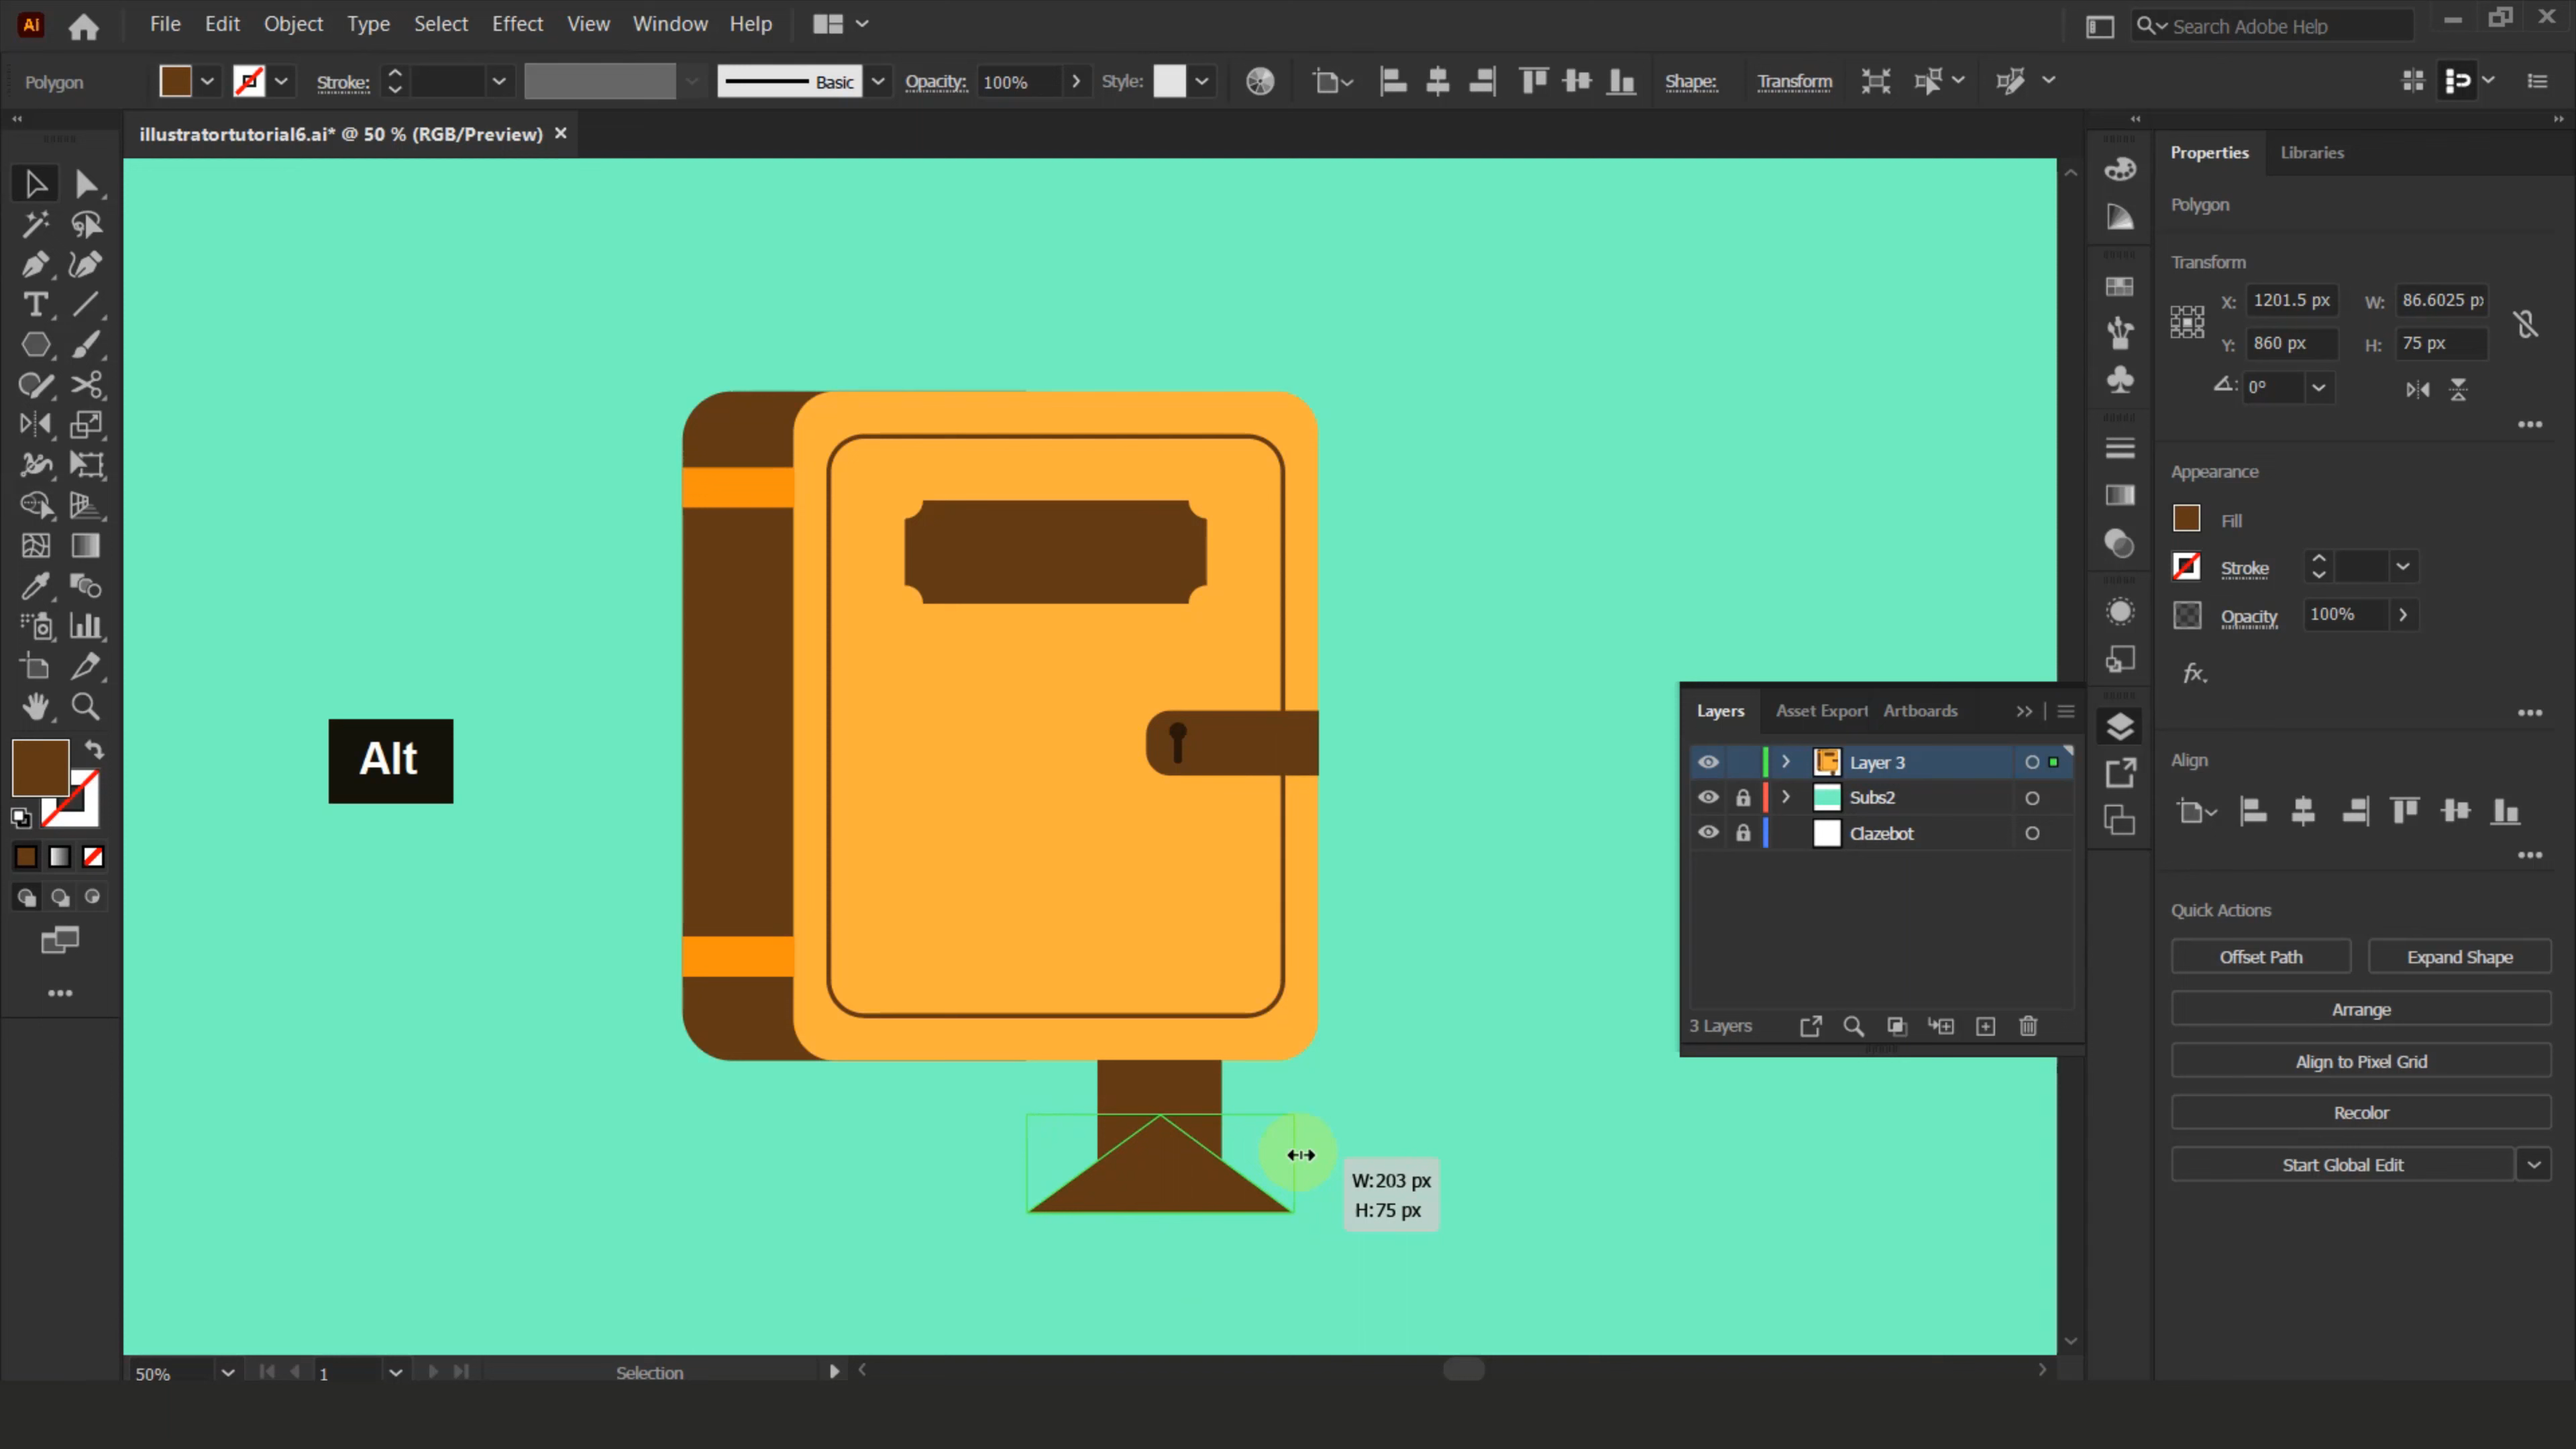 Ai File Edit Object Type Select Effect View Window Help Search Adobe Help
Polygon Stroke: Basic Opacity: 100% Style: Shape: Transform
illustratortutorial6.ai* @ 50 % (RGB/Preview)
Properties Libraries
Polygon
Transform
X: 1201.5 px W: 86.6025 px
Y: 860 px H: 75 px
0°
Appearance
Fill
Stroke
Opacity 100%
fx.
Align
Quick Actions
Offset Path Expand Shape
Arrange
Align to Pixel Grid
Recolor
Start Global Edit
Alt
Layers Asset Export Artboards
Layer 3
Subs2
Clazebot
3 Layers
W:203 px
H:75 px
50% 1 Selection